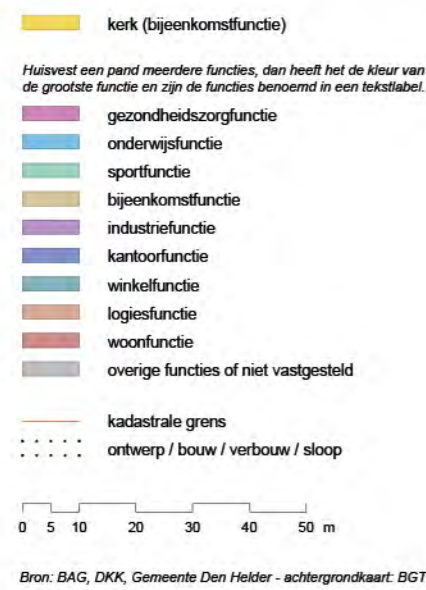 kerk (bijeenkomstfunctie)
Huisvest een pand meerdere functies, dan heeft het de kleur van
de grootste functie en zijn de functies benoemd in een tekstlabel.
gezondheidszorgfunctie
onderwijsfunctie
sportfunctie
bijeenkomstfunctie
industriefunctie
kantoorfunctie
winkelfunctie
logiesfunctie
woonfunctie
overige functies of niet vastgesteld
kadastrale grens
ontwerp / bouw / verbouw / sloop
0 5 10 20 30 40 50 m
Bron: BAG, DKK, Gemeente Den Helder - achtergrondkaart: BGT